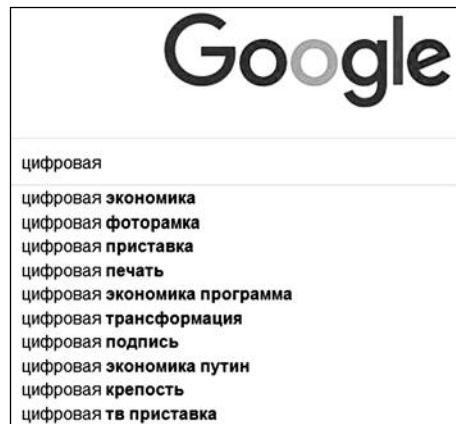 Google
цифровая
цифровая экономика
цифровая фоторамка
цифровая приставка
цифровая печать
цифровая экономика программа
цифровая трансформация
цифровая подпись
цифровая экономика путин
цифровая крепость
цифровая тв приставка